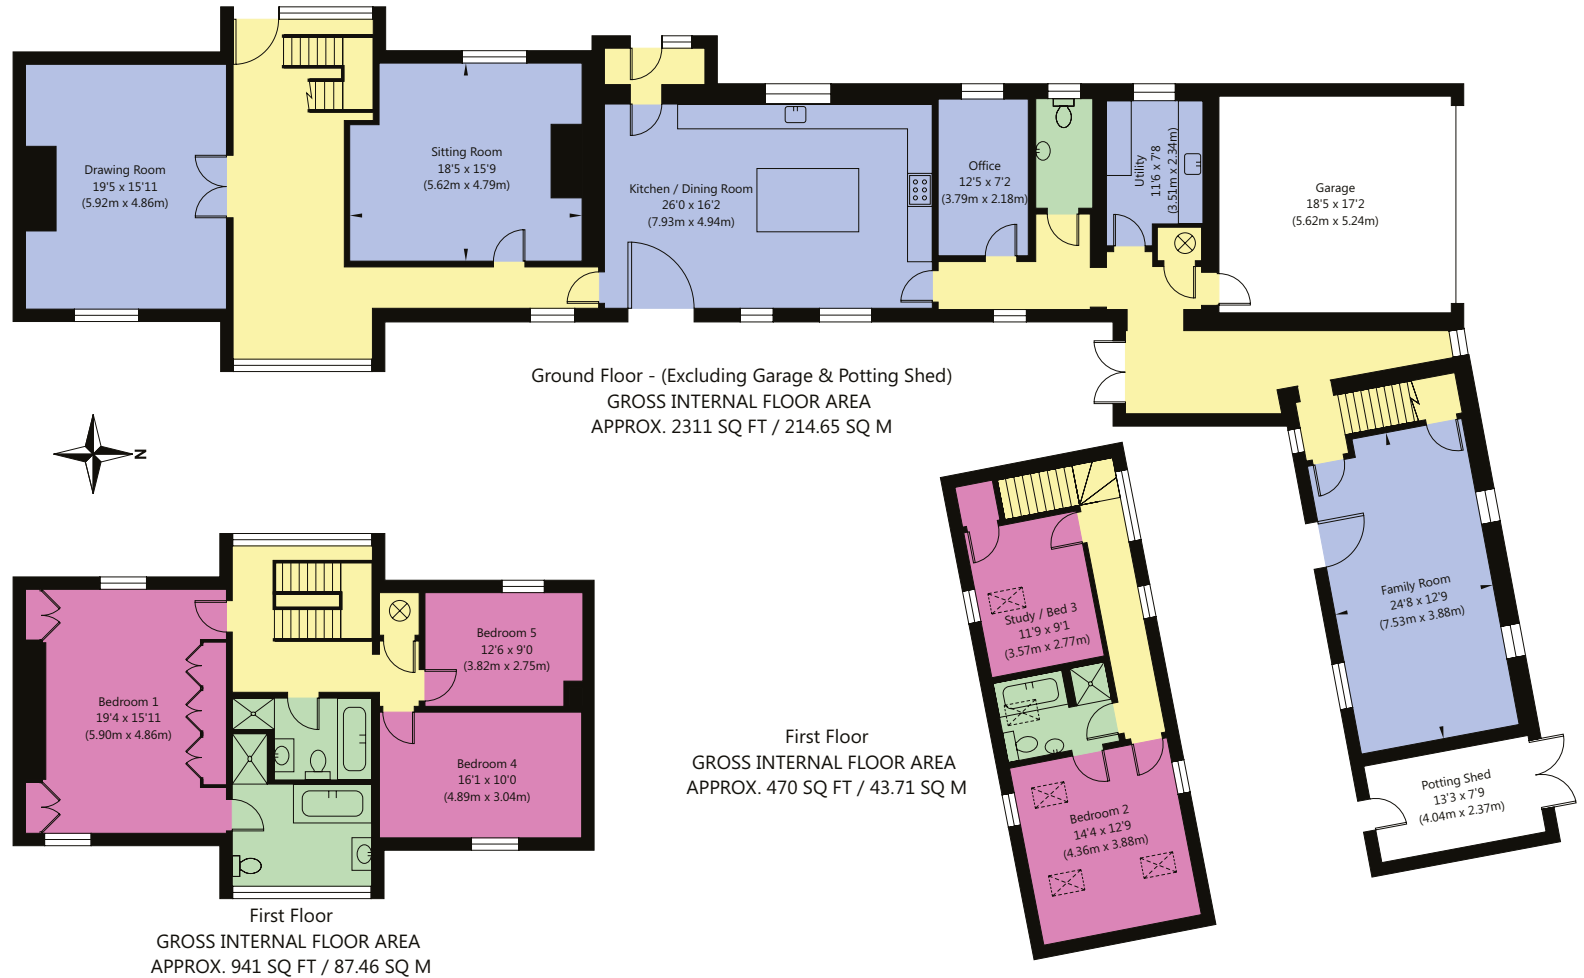 Drawing Room
19'5 x 15'11
(5.92m x 4.86m)
Sitting Room
18'5 x 15'9
(5.62m x 4.79m)
Kitchen / Dining Room
26'0 x 16'2
(7.93m x 4.94m)
Office
12'5 x 7'2
(3.79m x 2.18m)
Utility
11'6 x 7'8
(3.51m x 2.34m)
Garage
18'5 x 17'2
(5.62m x 5.24m)
Ground Floor - (Excluding Garage & Potting Shed)
GROSS INTERNAL FLOOR AREA
APPROX. 2311 SQ FT / 214.65 SQ M
N
Family Room
24'8 x 12'9
(7.53m x 3.88m)
Potting Shed
13'3 x 7'9
(4.04m x 2.37m)
Study / Bed 3
11'9 x 9'1
(3.57m x 2.77m)
Bedroom 2
14'4 x 12'9
(4.36m x 3.88m)
First Floor
GROSS INTERNAL FLOOR AREA
APPROX. 470 SQ FT / 43.71 SQ M
Bedroom 5
12'6 x 9'0
(3.82m x 2.75m)
Bedroom 1
19'4 x 15'11
(5.90m x 4.86m)
Bedroom 4
16'1 x 10'0
(4.89m x 3.04m)
First Floor
GROSS INTERNAL FLOOR AREA
APPROX. 941 SQ FT / 87.46 SQ M